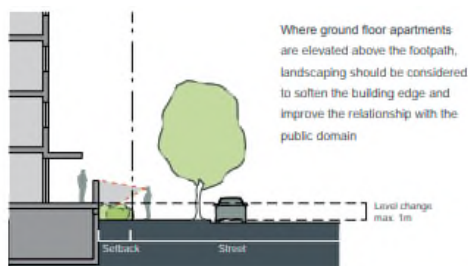 Where ground floor apartments
are elevated above the footpath,
landscaping should be considered
to soften the building edge and
improve the relationship with the
public domain
Level change
max. 1m
Setback
Street